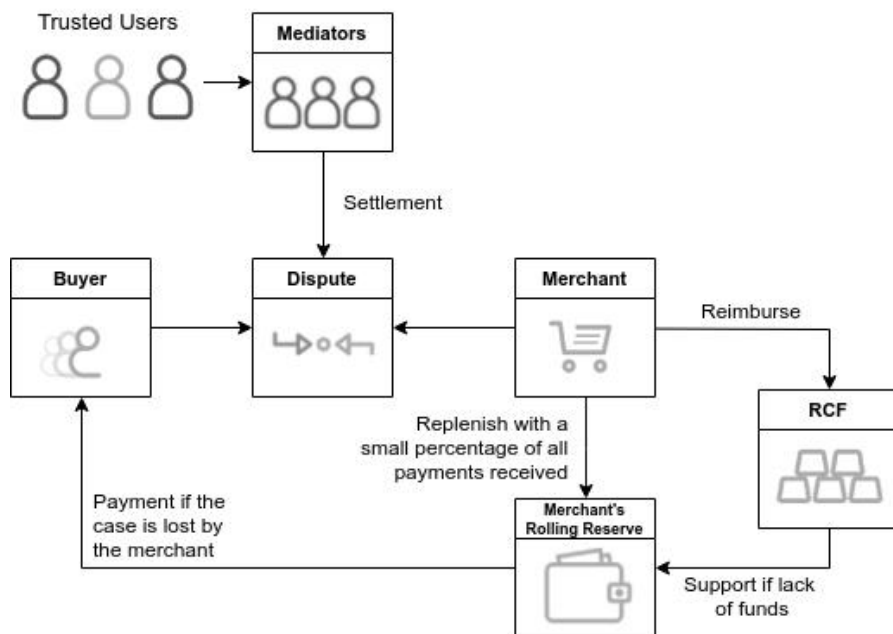 Trusted Users
Mediators
Settlement
Buyer
Dispute
Merchant
Reimburse
RCF
Replenish with a
small percentage of all
payments received
Payment if the
case is lost by
the merchant
Merchant's
Rolling Reserve
Support if lack
of funds